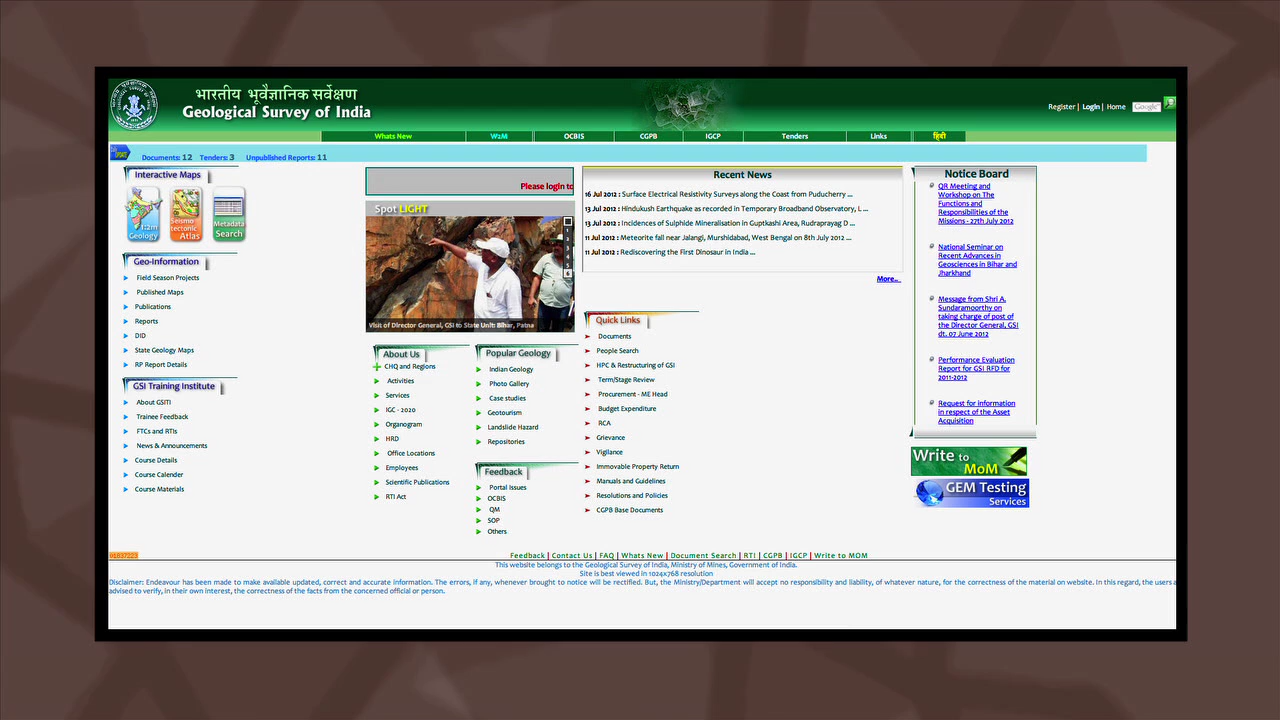 भारतीय भूवैज्ञानिक सर्वेक्षण
Geological Survey of India
Register | Login | Home
Google
Whats New
W2M
OCBIS
CGPB
IGCP
Tenders
Links
हिंदी
Documents: 12 Tenders: 3 Unpublished Reports: 11
Interactive Maps
1:2m
Geology
Seismo
tectonic
Atlas
Metadata
Search
Geo-Information
Field Season Projects
Published Maps
Publications
Reports
DID
State Geology Maps
RP Report Details
GSI Training Institute
About GSITI
Trainee Feedback
FTCs and RTIs
News & Announcements
Course Details
Course Calender
Course Materials
Please login to
Spot LIGHT
Visit of Director General, GSI to State Unit: Bihar, Patna
About Us
CHQ and Regions
Activities
Services
IGC - 2020
Organogram
HRD
Office Locations
Employees
Scientific Publications
RTI Act
Popular Geology
Indian Geology
Photo Gallery
Case studies
Geotourism
Landslide Hazard
Repositories
Feedback
Portal Issues
OCBIS
QM
SOP
Others
Recent News
16 Jul 2012 : Surface Electrical Resistivity Surveys along the Coast from Puducherry ...
13 Jul 2012 : Hindukush Earthquake as recorded in Temporary Broadband Observatory, I, ...
13 Jul 2012 : Incidences of Sulphide Mineralisation in Guptkashi Area, Rudraprayag D ...
11 Jul 2012 : Meteorite fall near Jalangi, Murshidabad, West Bengal on 8th July 2012 ...
11 Jul 2012 : Rediscovering the First Dinosaur in India ...
More..
Quick Links
Documents
People Search
HPC & Restructuring of GSI
Term/Stage Review
Procurement - ME Head
Budget Expenditure
RCA
Grievance
Vigilance
Immovable Property Return
Manuals and Guidelines
Resolutions and Policies
CGPB Base Documents
Notice Board
QR Meeting and
Workshop on The
Functions and
Responsibilities of the
Missions - 27th July 2012
National Seminar on
Recent Advances in
Geosciences in Bihar and
Jharkhand
Message from Shri A.
Sundaramoorthy on
taking charge of post of
the Director General, GSI
dt. 07 June 2012
Performance Evaluation
Report for GSI RFD for
2011-2012
Request for information
in respect of the Asset
Acquisition
Write to
MoM
GEM Testing
Services
Feedback | Contact Us | FAQ | Whats New | Document Search | RTI | CGPB | IGCP | Write to MOM
This website belongs to the Geological Survey of India, Ministry of Mines, Government of India.
Site is best viewed in 1024x768 resolution
Disclaimer: Endeavour has been made to make available updated, correct and accurate information. The errors, if any, whenever brought to notice will be rectified. But, the Ministry/Department will accept no responsibility and liability, of whatever nature, for the correctness of the material on website. In this regard, the users a
advised to verify, in their own interest, the correctness of the facts from the concerned official or person.